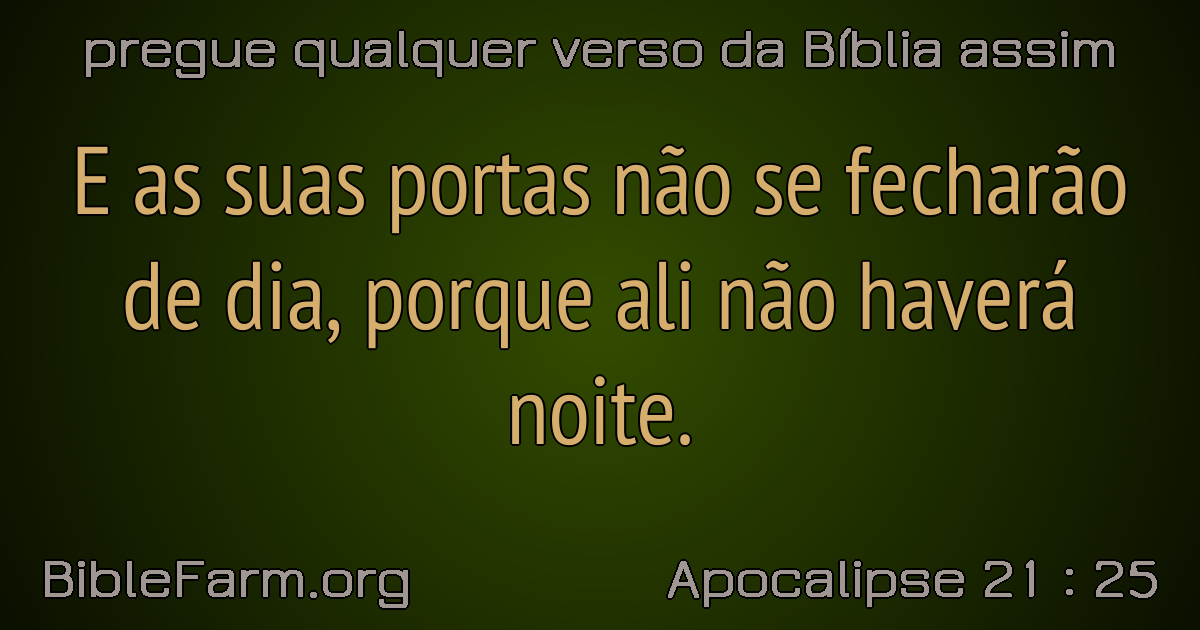 pregue qualquer verso da Bíblia assim
E as suas portas não se fecharão
de dia, porque ali não haverá
noite.
BibleFarm.org
Apocalipse 21 : 25